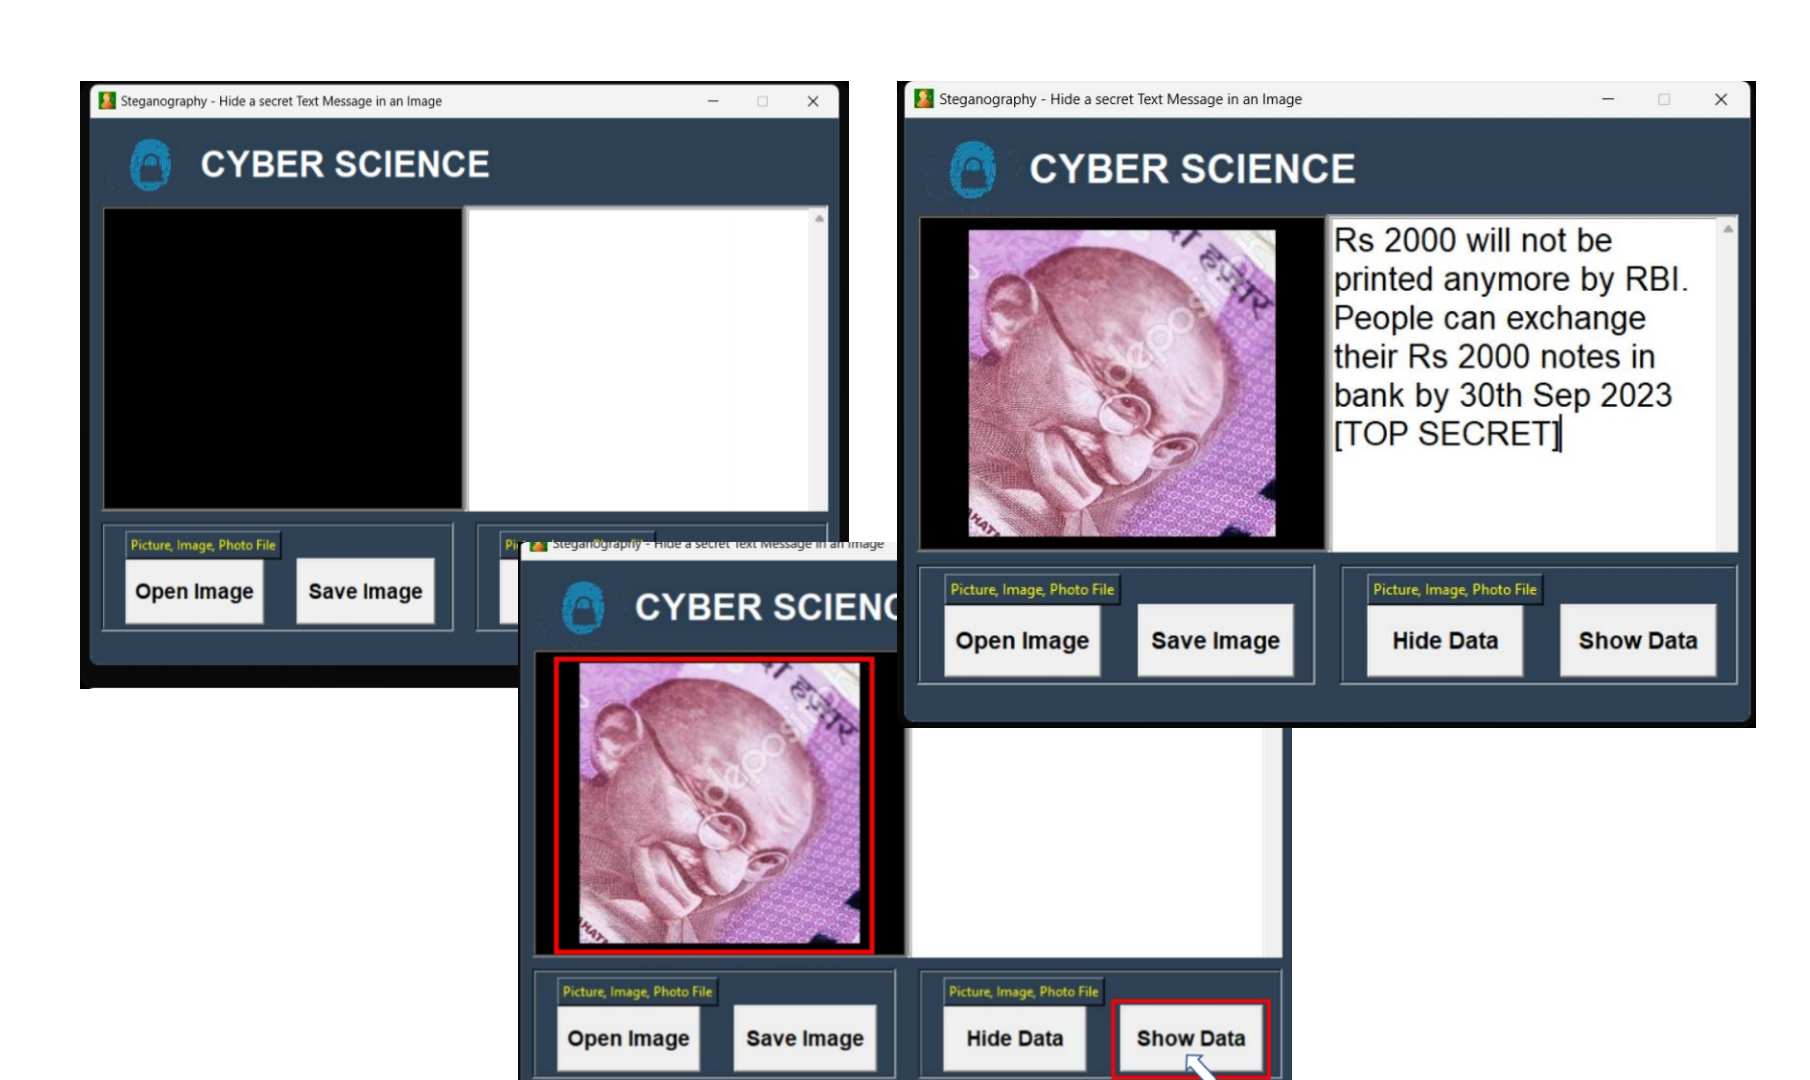 Steganography - Hide a secret Text Message in an Image
CYBER SCIENCE
Picture, Image, Photo File
Open Image
Save Image
Steganography - Hide a secret Text Message in an Image
CYBER SCIENCE
हज़ार
depos
Rs 2000 will not be
printed anymore by RBI.
People can exchange
their Rs 2000 notes in
bank by 30th Sep 2023
[TOP SECRET]
Picture, Image, Photo File
Open Image
Save Image
Picture, Image, Photo File
Hide Data
Show Data
Steganography - Hide a secret Text Message in an Image
CYBER SCIENC
हज़ार
depos
Picture, Image, Photo File
Open Image
Save Image
Picture, Image, Photo File
Hide Data
Show Data